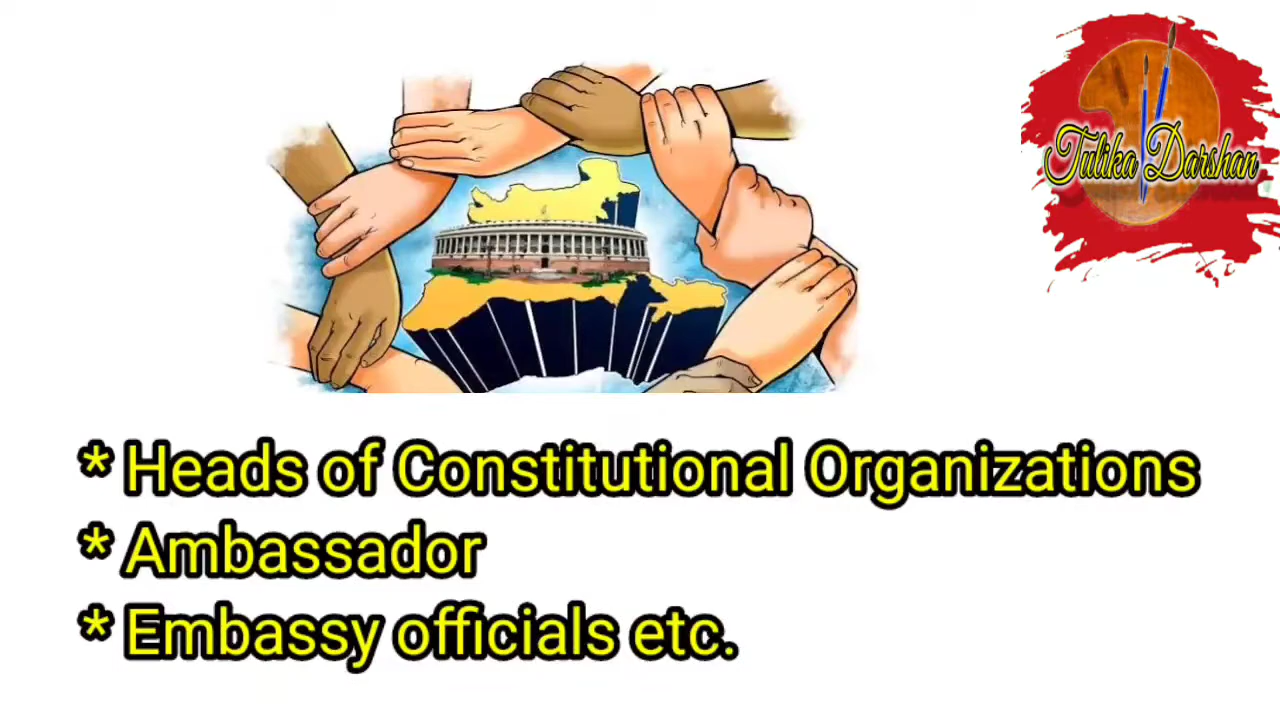 Tulika Darshan
* Heads of Constitutional Organizations
* Ambassador
* Embassy officials etc.